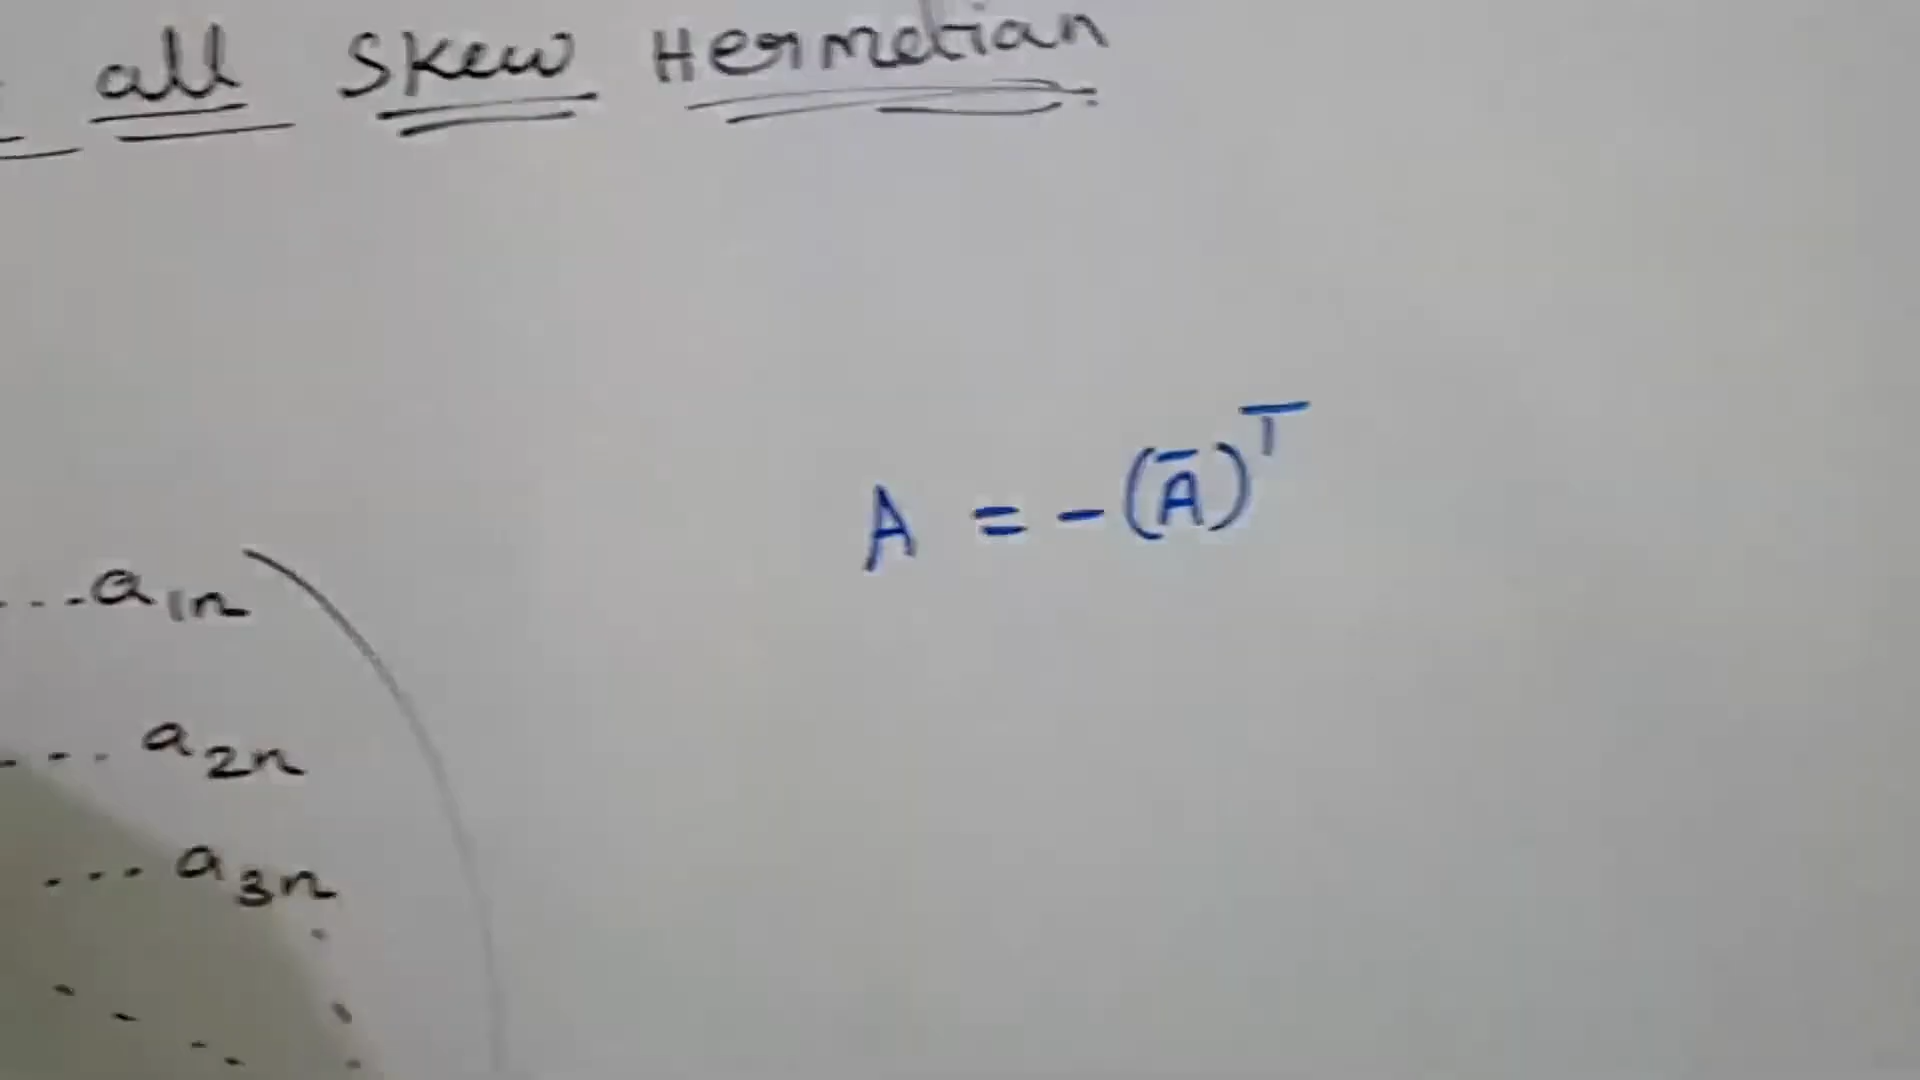 all Skew Hermetian
A = -(Ā)ᵀ
...a₁ₙ
... a₂ₙ
... a₃ₙ